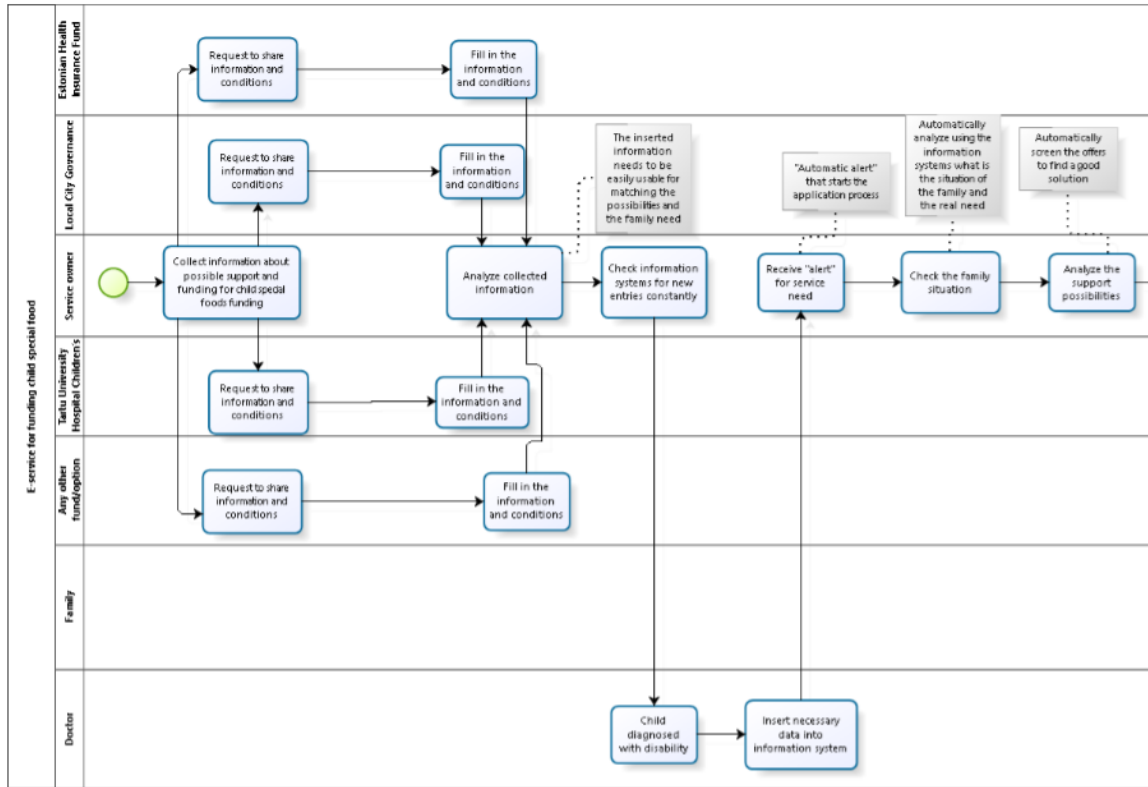 E-service for funding child special food
Estonian Health
Insurance Fund
Request to share
information and
conditions
Fill in the
information
and conditions
Local City Governance
Request to share
information and
conditions
Fill in the
information
and conditions
The inserted
information
needs to be
easily usable for
matching the
possibilities and
the family need
"Automatic alert"
that starts the
application process
Automatically
analyze using the
information
systems what is
the situation of
the family and
the real need
Automatically
screen the offers
to find a good
solution
Service owner
Collect information about
possible support and
funding for child special
foods funding
Analyze collected
information
Check information
systems for new
entries constantly
Receive "alert"
for service
need
Check the family
situation
Analyze the
support
possibilities
Tartu University
Hospital Children's
Request to share
information and
conditions
Fill in the
information and
conditions
Any other
fund/option
Request to share
information and
conditions
Fill in the
information
and conditions
Family
Doctor
Child
diagnosed
with disability
Insert necessary
data into
information system